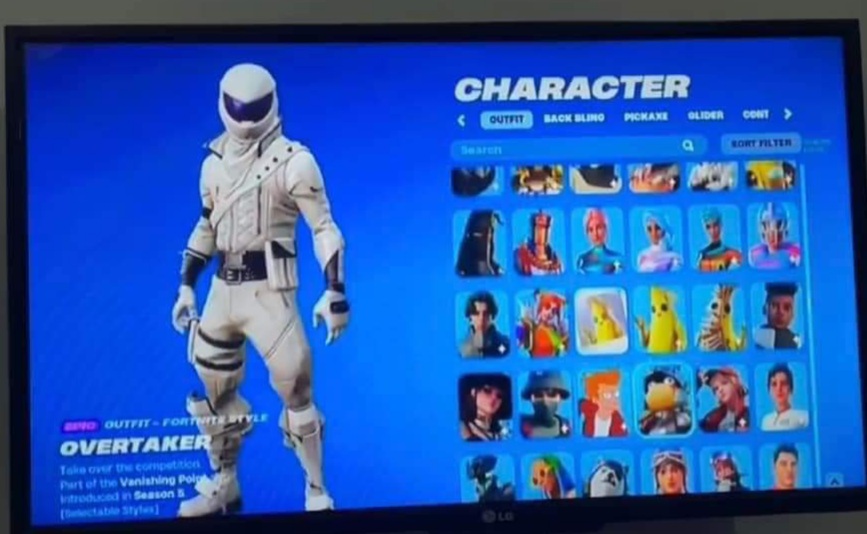 CHARACTER
OUTFIT BACK BLING PICKAXE GLIDER CONT
Search
SORT FILTER
EPIC OUTFIT - FORTNITE STYLE
OVERTAKER
Take over the competition.
Part of the Vanishing Point
Introduced in Season 5.
[Selectable Styles]
LG